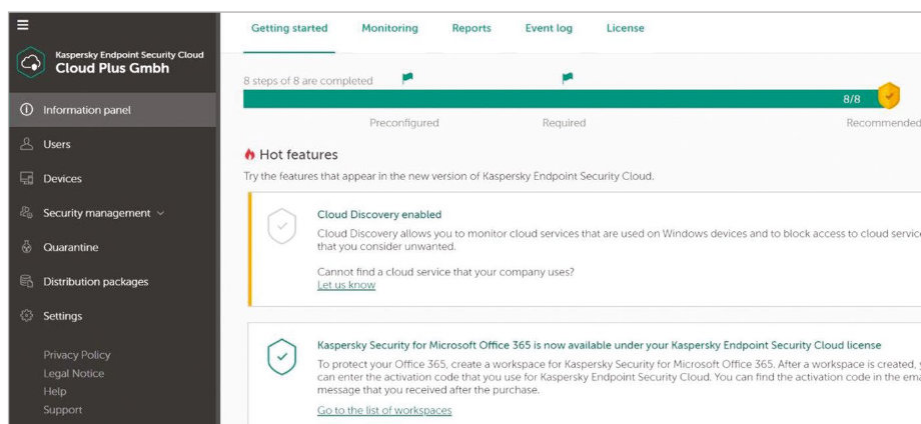 Kaspersky Endpoint Security Cloud
Cloud Plus Gmbh
Information panel
Users
Devices
Security management
Quarantine
Distribution packages
Settings
Privacy Policy
Legal Notice
Help
Support
Getting started
Monitoring
Reports
Event log
License
8 steps of 8 are completed
8/8
Preconfigured
Required
Recommended
Hot features
Try the features that appear in the new version of Kaspersky Endpoint Security Cloud.
Cloud Discovery enabled
Cloud Discovery allows you to monitor cloud services that are used on Windows devices and to block access to cloud service
that you consider unwanted.
Cannot find a cloud service that your company uses?
Let us know
Kaspersky Security for Microsoft Office 365 is now available under your Kaspersky Endpoint Security Cloud license
To protect your Office 365, create a workspace for Kaspersky Security for Microsoft Office 365. After a workspace is created,
can enter the activation code that you use for Kaspersky Endpoint Security Cloud. You can find the activation code in the ema
message that you received after the purchase.
Go to the list of workspaces